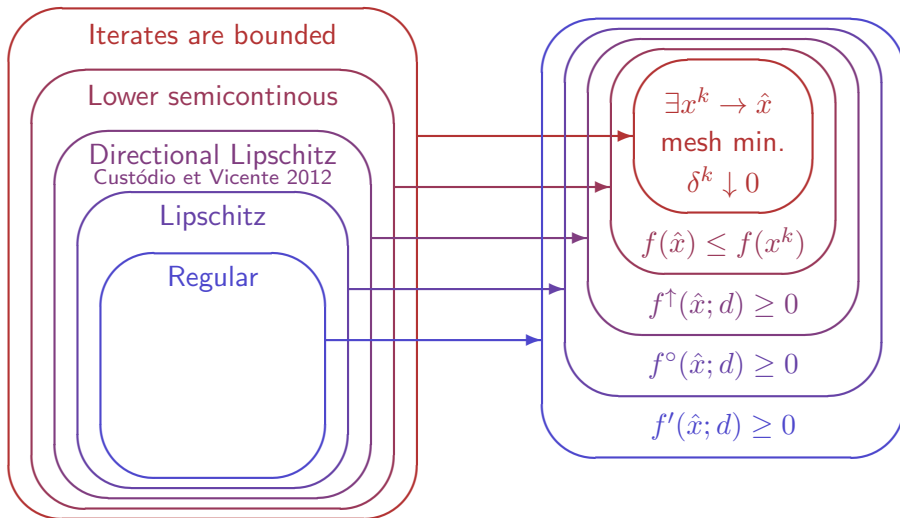 Iterates are bounded
Lower semicontinous
Directional Lipschitz
Custódio et Vicente 2012
Lipschitz
Regular
∃x^k → x̂
mesh min.
δ^k ↓ 0
f(x̂) ≤ f(x^k)
f^↑(x̂; d) ≥ 0
f°(x̂; d) ≥ 0
f′(x̂; d) ≥ 0